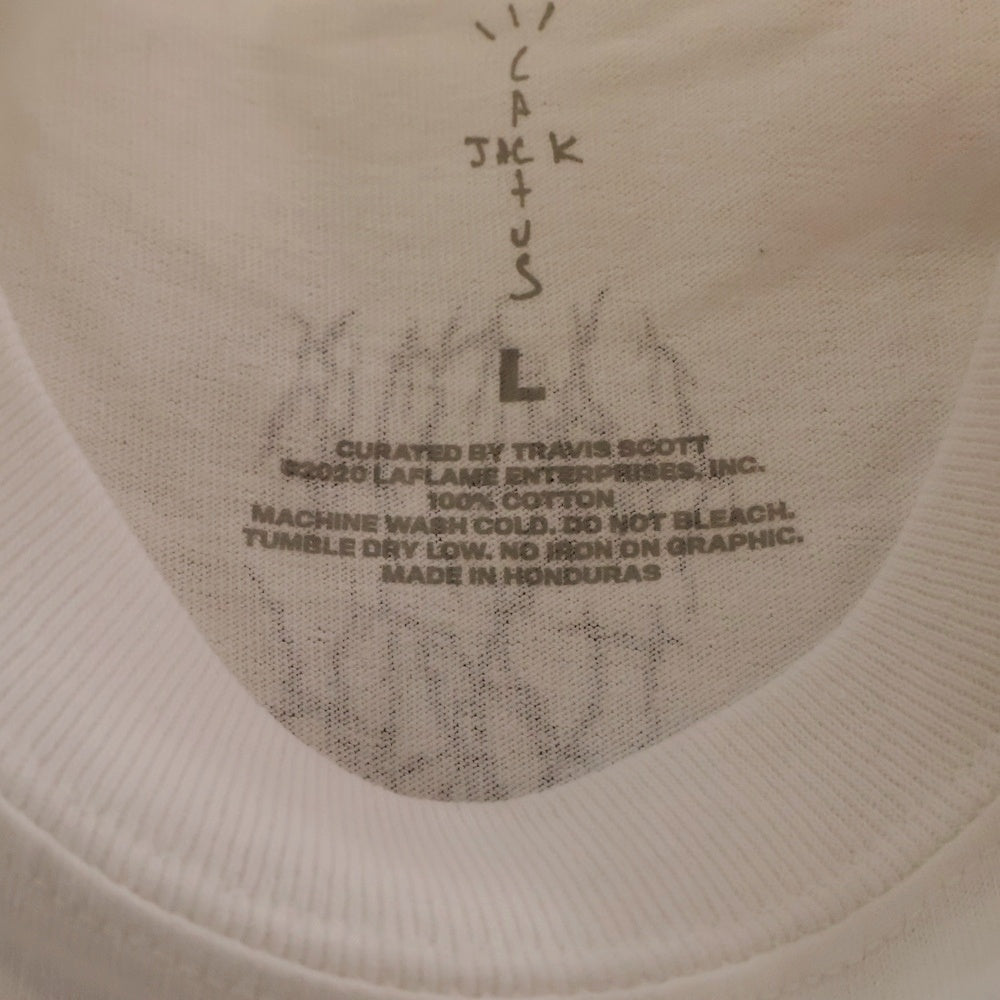 CACTUS
JACK
L
CURATED BY TRAVIS SCOTT
©2020 LAFLAME ENTERPRISES, INC.
100% COTTON
MACHINE WASH COLD. DO NOT BLEACH.
TUMBLE DRY LOW. NO IRON ON GRAPHIC.
MADE IN HONDURAS